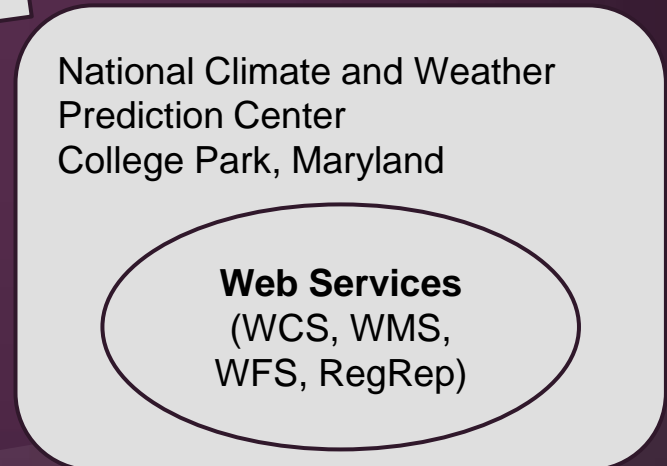 National Climate and Weather
Prediction Center
College Park, Maryland
Web Services
(WCS, WMS,
WFS, RegRep)